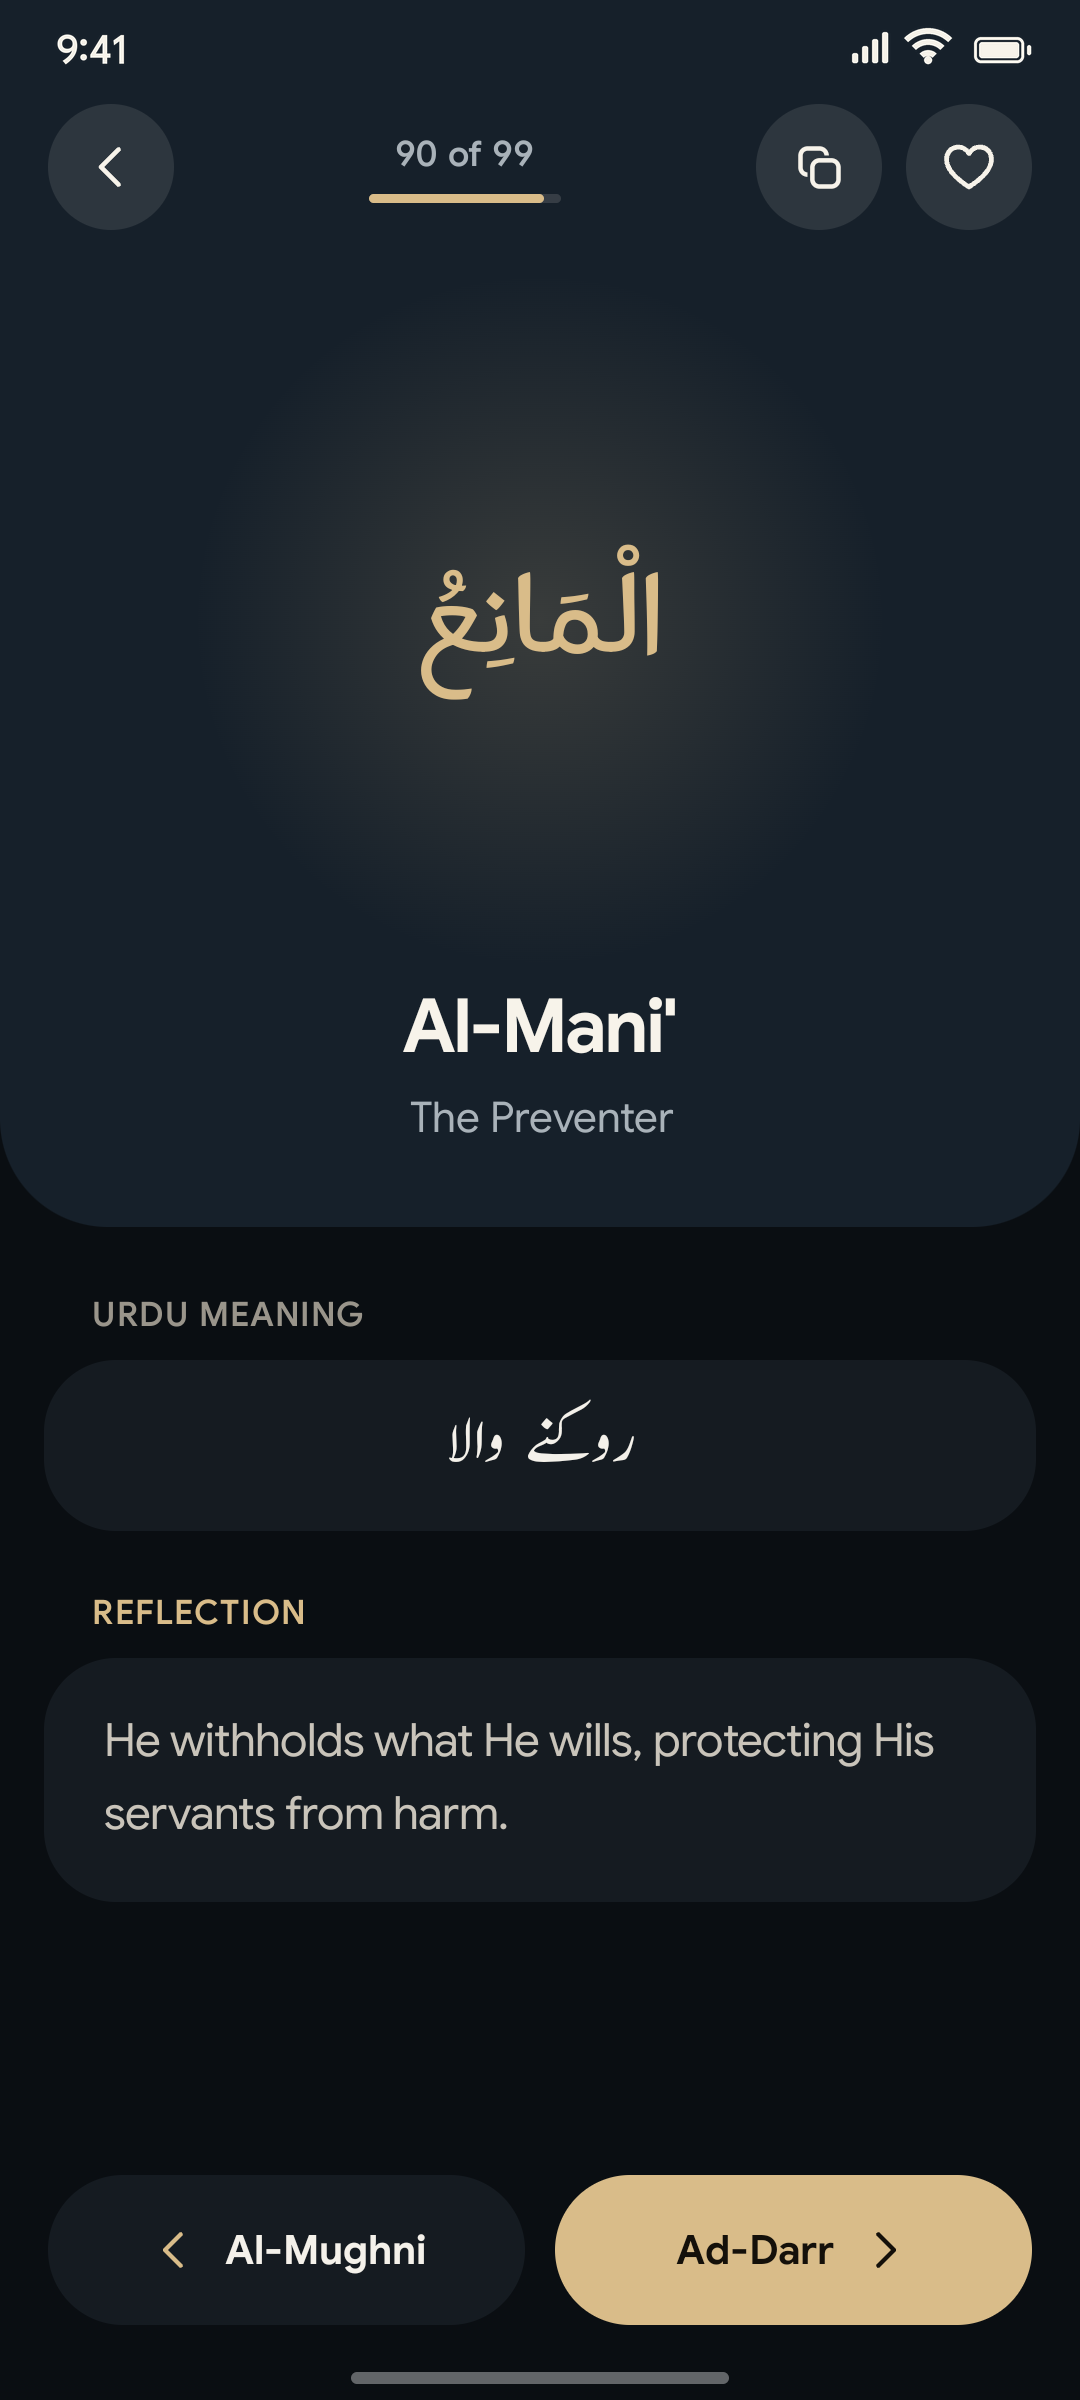 9:41
90 of 99
الْمَانِعُ
Al-Mani'
The Preventer
URDU MEANING
روکنے والا
REFLECTION
He withholds what He wills, protecting His
servants from harm.
Al-Mughni
Ad-Darr